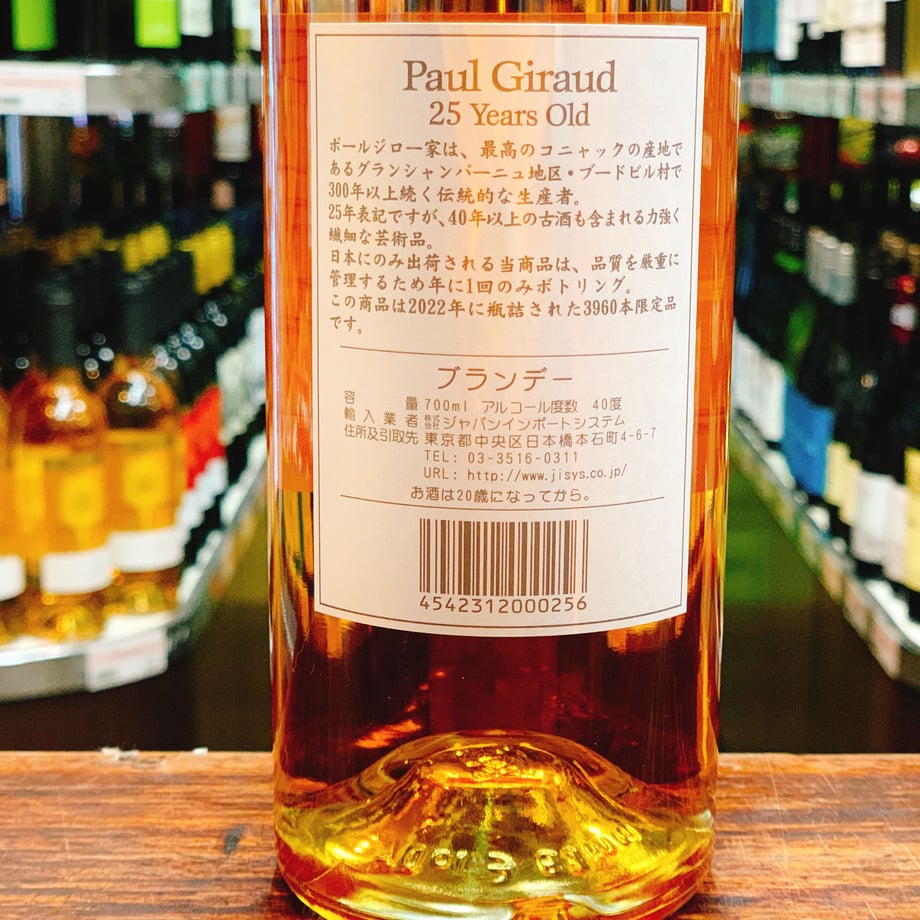 Paul Giraud
25 Years Old
ポールジロー家は、最高のコニャックの産地で
あるグランシャンパーニュ地区・ブードビル村で
300年以上続く伝統的な生産者。
25年表記ですが、40年以上の古酒も含まれる力強く
繊細な芸術品。
日本にのみ出荷される当商品は、品質を厳重に
管理するため年に1回のみボトリング。
この商品は2022年に瓶詰された3960本限定品
です。
ブランデー
容量 700ml アルコール度数 40度
輸入業者 株式会社ジャパンインポートシステム
住所及引取先 東京都中央区日本橋本石町4-6-7
TEL: 03-3516-0311
URL: http://www.jisys.co.jp/
お酒は20歳になってから。
4542312000256